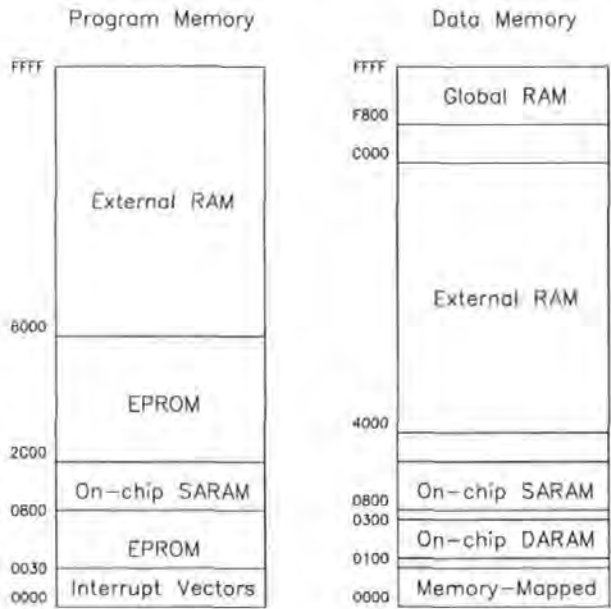 Program Memory
FFFF
External RAM
8000
EPROM
2C00
On-chip SARAM
0800
EPROM
0030
Interrupt Vectors
0000
Data Memory
FFFF
Global RAM
F800
C000
External RAM
4000
On-chip SARAM
0800
0300
On-chip DARAM
0100
Memory-Mapped
0000